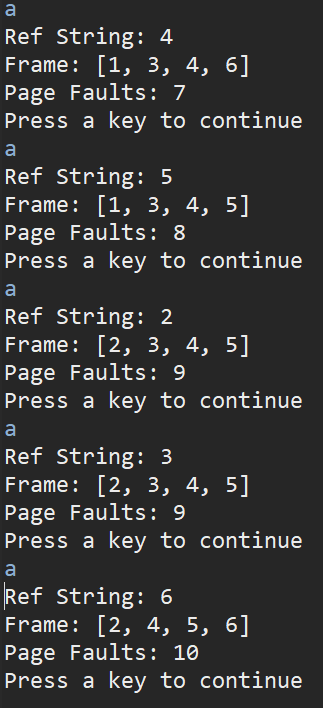 a
Ref String: 4
Frame: [1, 3, 4, 6]
Page Faults: 7
Press a key to continue
a
Ref String: 5
Frame: [1, 3, 4, 5]
Page Faults: 8
Press a key to continue
a
Ref String: 2
Frame: [2, 3, 4, 5]
Page Faults: 9
Press a key to continue
a
Ref String: 3
Frame: [2, 3, 4, 5]
Page Faults: 9
Press a key to continue
a
Ref String: 6
Frame: [2, 4, 5, 6]
Page Faults: 10
Press a key to continue